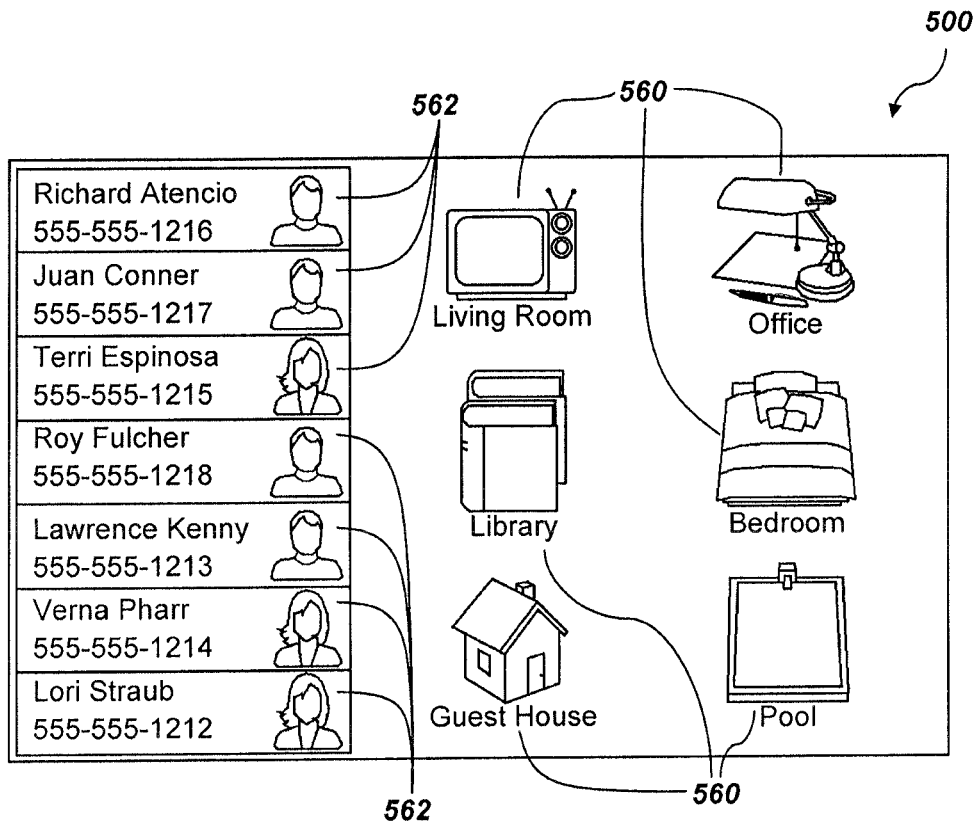 500
562
560
Richard Atencio
555-555-1216
Juan Conner
555-555-1217
Terri Espinosa
555-555-1215
Roy Fulcher
555-555-1218
Lawrence Kenny
555-555-1213
Verna Pharr
555-555-1214
Lori Straub
555-555-1212
Living Room
Office
Library
Bedroom
Guest House
Pool
562
560